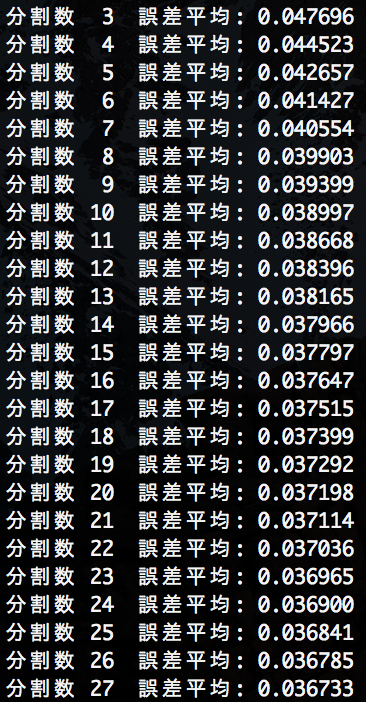 分割数  3  誤差平均: 0.047696
分割数  4  誤差平均: 0.044523
分割数  5  誤差平均: 0.042657
分割数  6  誤差平均: 0.041427
分割数  7  誤差平均: 0.040554
分割数  8  誤差平均: 0.039903
分割数  9  誤差平均: 0.039399
分割数 10  誤差平均: 0.038997
分割数 11  誤差平均: 0.038668
分割数 12  誤差平均: 0.038396
分割数 13  誤差平均: 0.038165
分割数 14  誤差平均: 0.037966
分割数 15  誤差平均: 0.037797
分割数 16  誤差平均: 0.037647
分割数 17  誤差平均: 0.037515
分割数 18  誤差平均: 0.037399
分割数 19  誤差平均: 0.037292
分割数 20  誤差平均: 0.037198
分割数 21  誤差平均: 0.037114
分割数 22  誤差平均: 0.037036
分割数 23  誤差平均: 0.036965
分割数 24  誤差平均: 0.036900
分割数 25  誤差平均: 0.036841
分割数 26  誤差平均: 0.036785
分割数 27  誤差平均: 0.036733